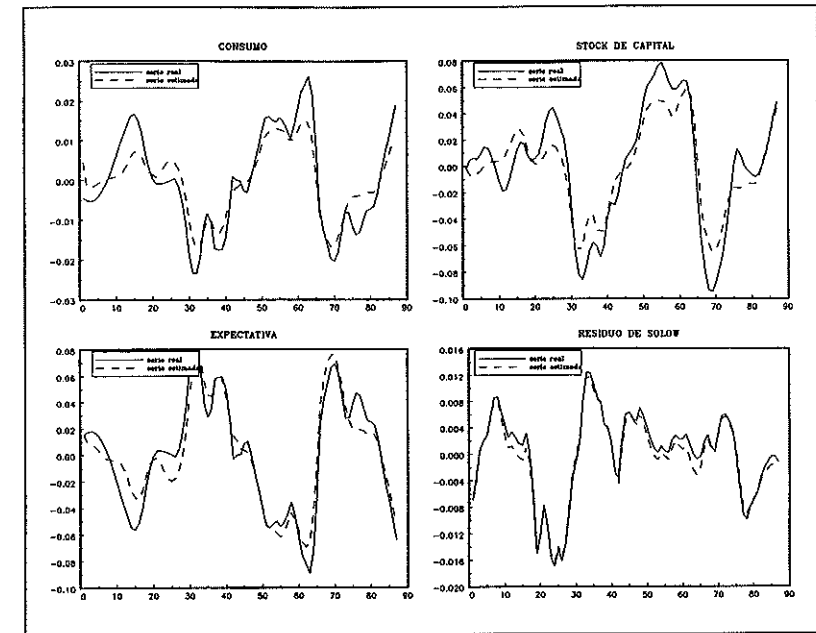 CONSUMO
0.03
0.02
0.01
0.00
-0.01
-0.02
-0.03
serie real
serie estimada
0 10 20 30 40 50 60 70 80 90
STOCK DE CAPITAL
0.08
0.06
0.04
0.02
0.00
-0.02
-0.04
-0.06
-0.08
-0.10
serie real
serie estimada
0 10 20 30 40 50 60 70 80 90
EXPECTATIVA
0.08
0.06
0.04
0.02
0.00
-0.02
-0.04
-0.06
-0.08
-0.10
serie real
serie estimada
0 10 20 30 40 50 60 70 80 90
RESIDUO DE SOLOW
0.016
0.012
0.008
0.004
0.000
-0.004
-0.008
-0.012
-0.016
-0.020
serie real
serie estimada
0 10 20 30 40 50 60 70 80 90